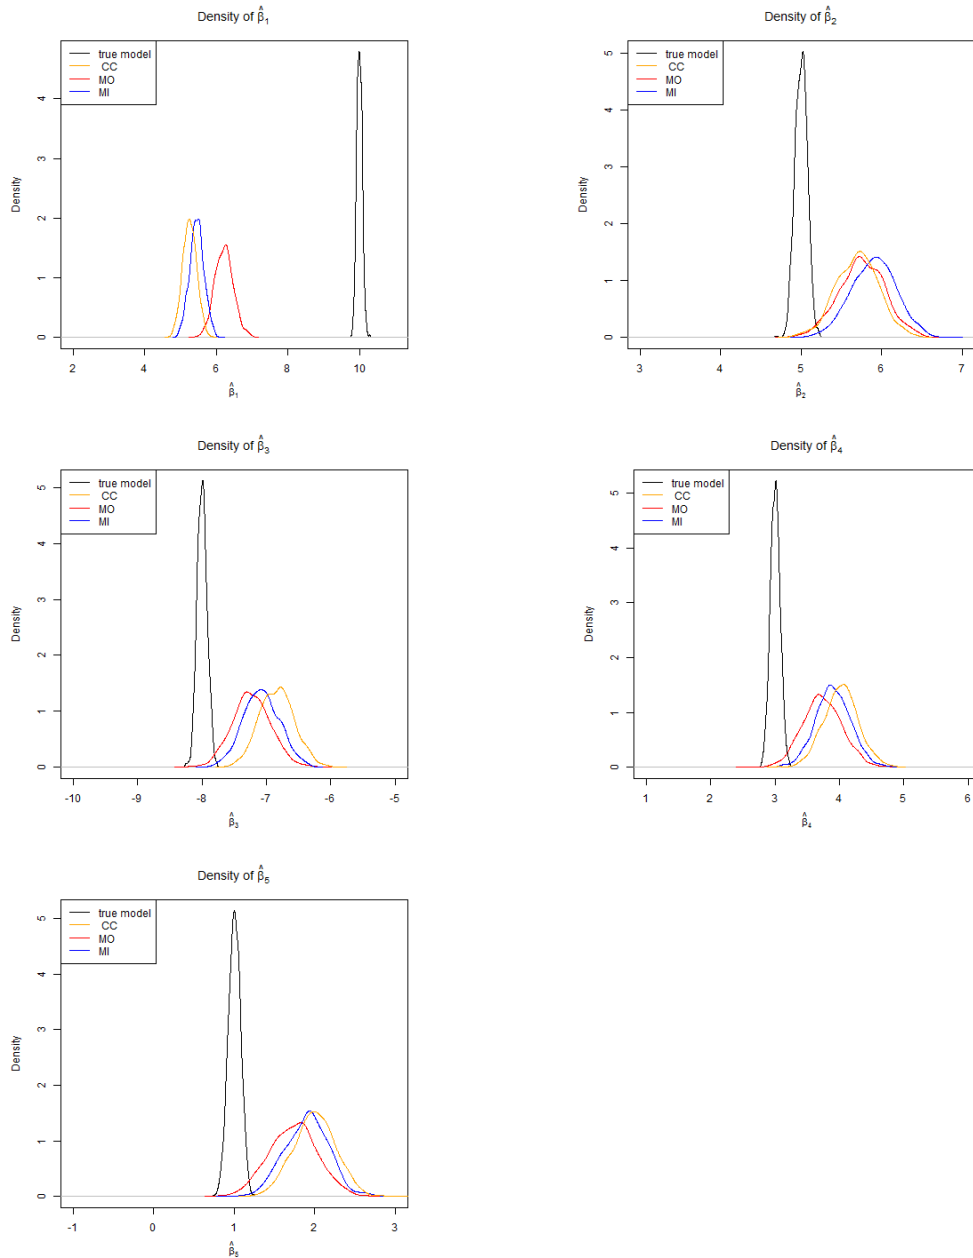 Density of β̂₁
true model
CC
MO
MI
Density
0 1 2 3 4
2 4 6 8 10
β̂₁
Density of β̂₂
true model
CC
MO
MI
Density
0 1 2 3 4 5
3 4 5 6 7
β̂₂
Density of β̂₃
true model
CC
MO
MI
Density
0 1 2 3 4 5
-10 -9 -8 -7 -6 -5
β̂₃
Density of β̂₄
true model
CC
MO
MI
Density
0 1 2 3 4 5
1 2 3 4 5 6
β̂₄
Density of β̂₅
true model
CC
MO
MI
Density
0 1 2 3 4 5
-1 0 1 2 3
β̂₅